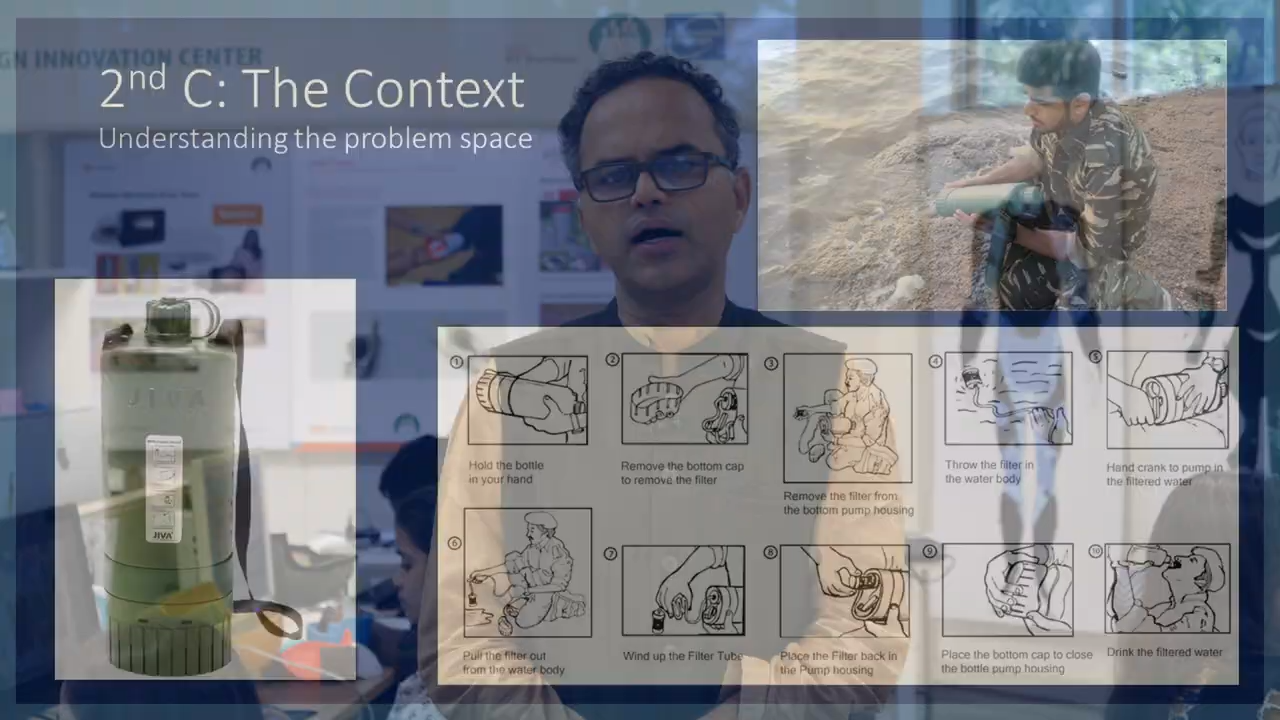 GN INNOVATION CENTER
2nd C: The Context
Understanding the problem space
JIVA
JIVA
1
Hold the bottle
in your hand
2
Remove the bottom cap
to remove the filter
3
Remove the filter from
the bottom pump housing
4
Throw the filter in
the water body
5
Hand crank to pump in
the filtered water
6
Pull the filter out
from the water body
7
Wind up the Filter Tube
8
Place the Filter back in
the Pump housing
9
Place the bottom cap to close
the bottle pump housing
10
Drink the filtered water